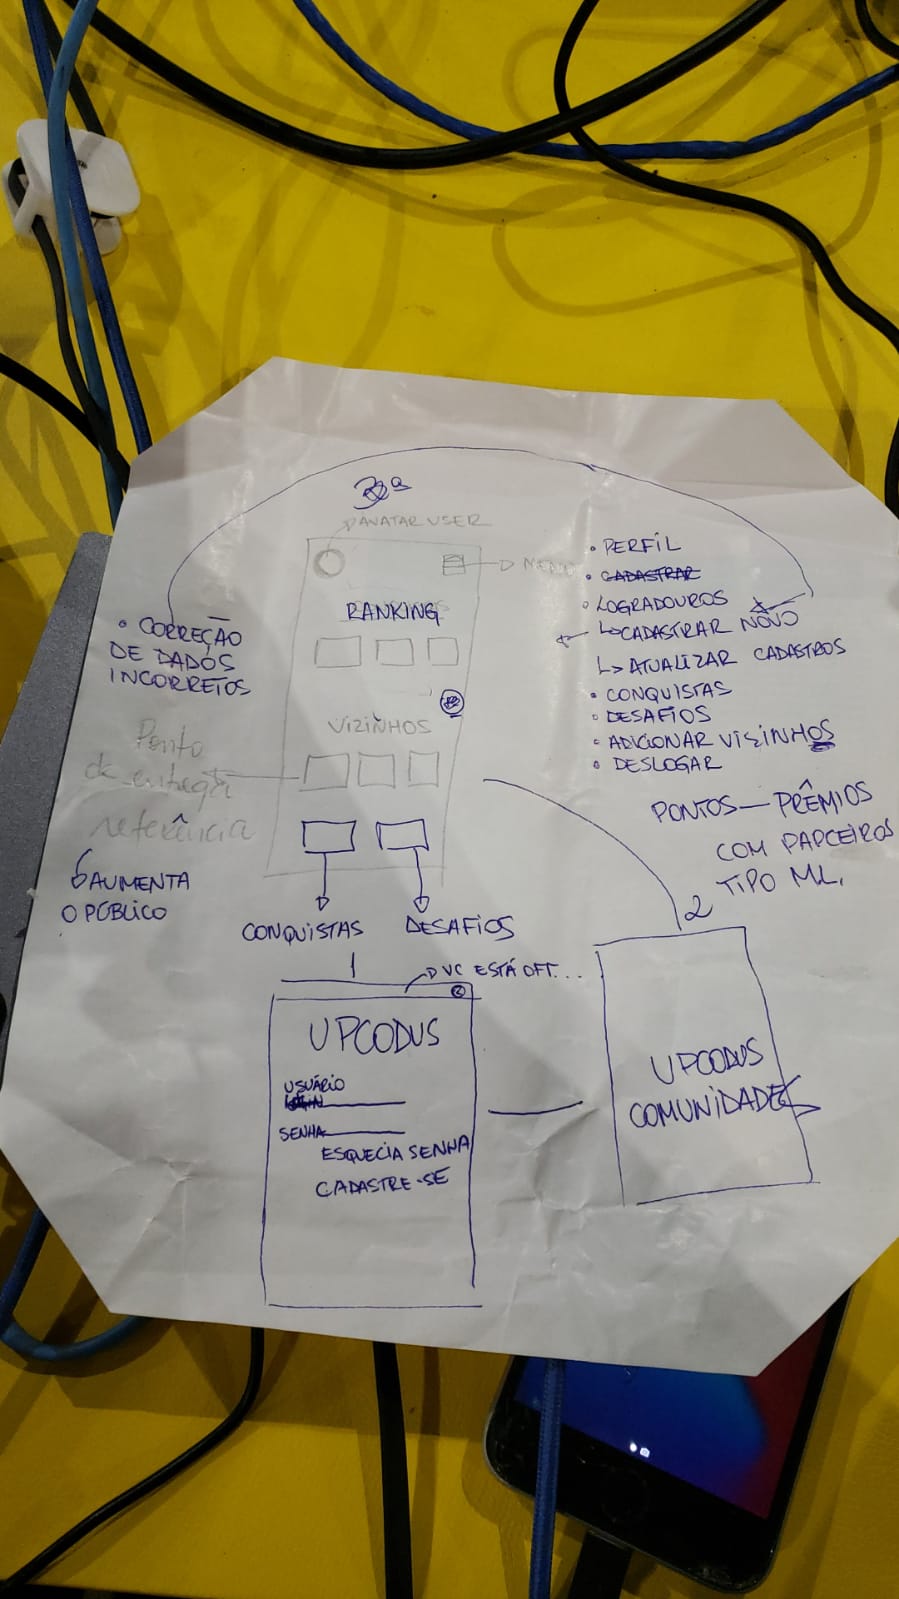 AVATAR USER
MENU
RANKING
VIZINHOS
• CORREÇÃO
DE DADOS
INCORRETOS
Ponto
de entrega
referência
AUMENTA
O PÚBLICO
CONQUISTAS
DESAFIOS
• PERFIL
• CADASTRAR
• LOGRADOUROS
↳ CADASTRAR NOVO
↳ ATUALIZAR CADASTROS
• CONQUISTAS
• DESAFIOS
• ADICIONAR VIZINHOS
• DESLOGAR
PONTOS — PRÊMIOS
COM PARCEIROS
TIPO ML.
1
VC ESTÁ OFF...
UPCODUS
USUÁRIO
LOGIN
SENHA
ESQUECI A SENHA
CADASTRE-SE
2
UPCODUS
COMUNIDADES